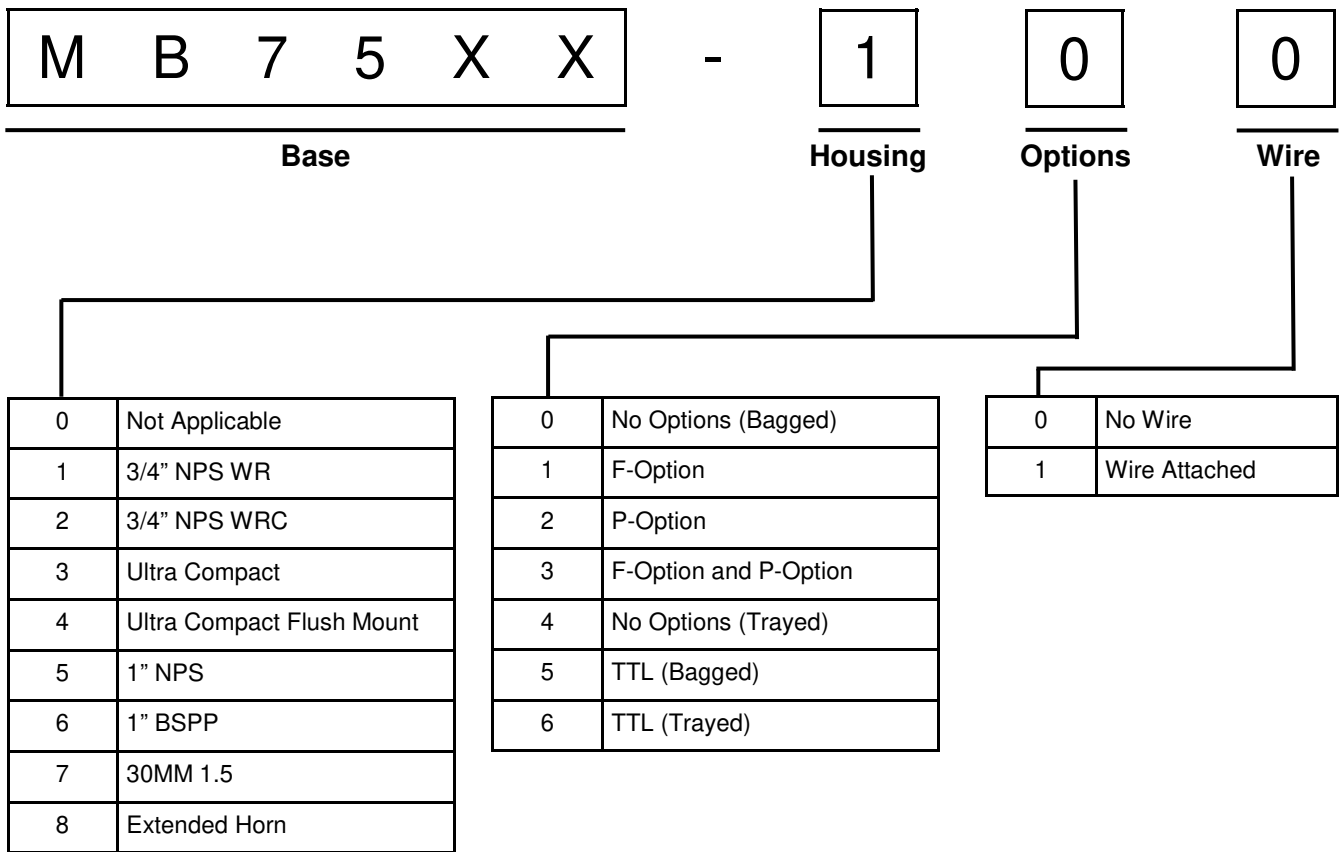 M B 7 5 X X - 1 0 0
Base Housing Options Wire
0 Not Applicable
1 3/4” NPS WR
2 3/4” NPS WRC
3 Ultra Compact
4 Ultra Compact Flush Mount
5 1” NPS
6 1” BSPP
7 30MM 1.5
8 Extended Horn
0 No Options (Bagged)
1 F-Option
2 P-Option
3 F-Option and P-Option
4 No Options (Trayed)
5 TTL (Bagged)
6 TTL (Trayed)
0 No Wire
1 Wire Attached